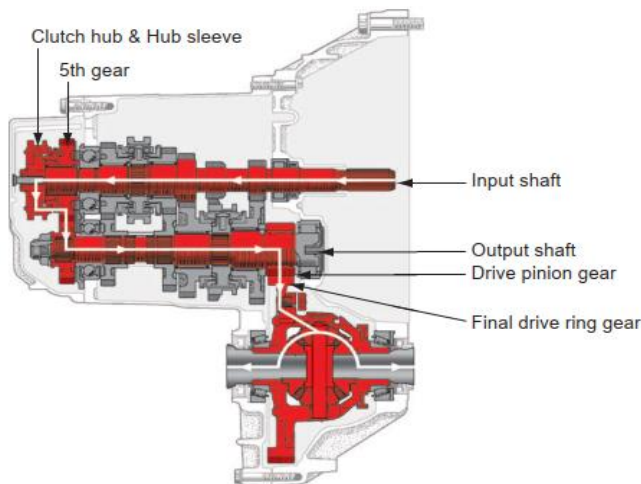 Clutch hub & Hub sleeve
5th gear
Input shaft
Output shaft
Drive pinion gear
Final drive ring gear